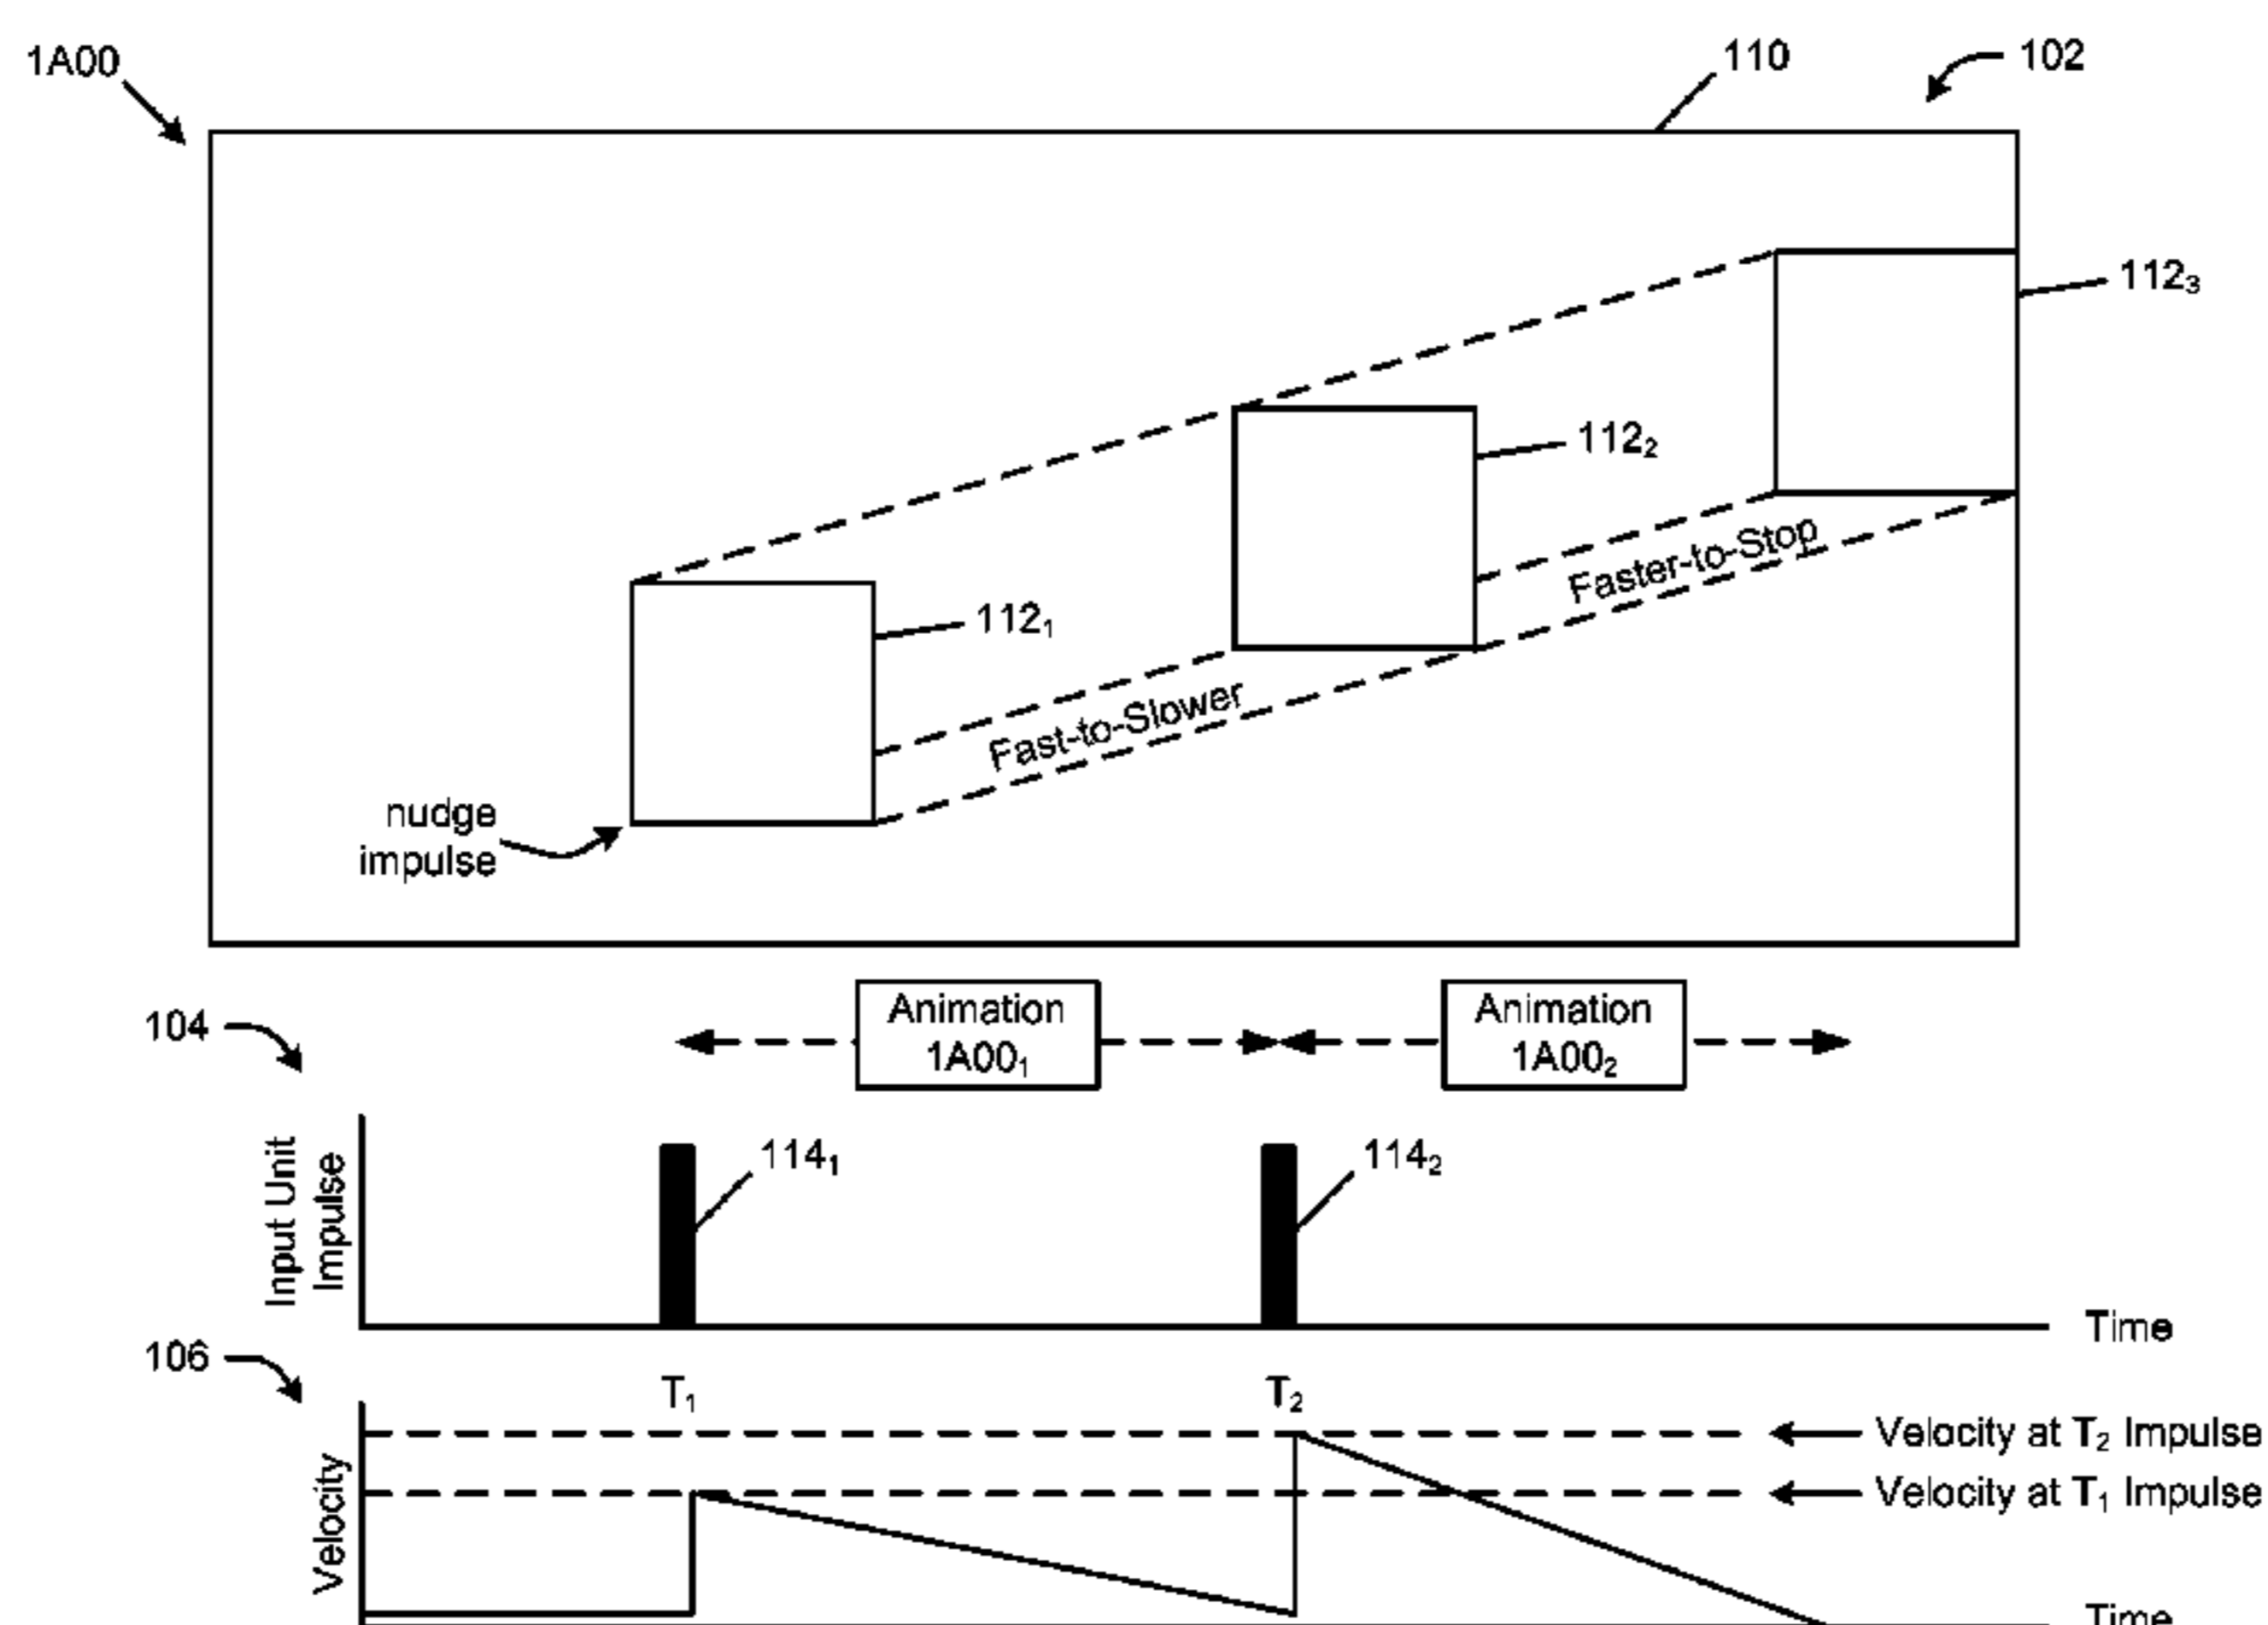 1A00
110
102
112₃
112₂
112₁
Faster-to-Stop
Fast-to-Slower
nudge
impulse
104
Animation
1A00₁
Animation
1A00₂
Input Unit
Impulse
114₁
114₂
Time
106
T₁
T₂
Velocity
Velocity at T₂ Impulse
Velocity at T₁ Impulse
Time